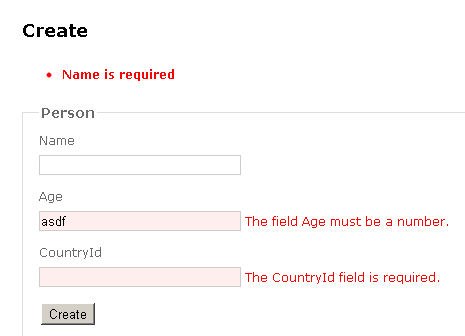 Create
• Name is required
Person
Name
Age
asdf The field Age must be a number.
CountryId
The CountryId field is required.
Create